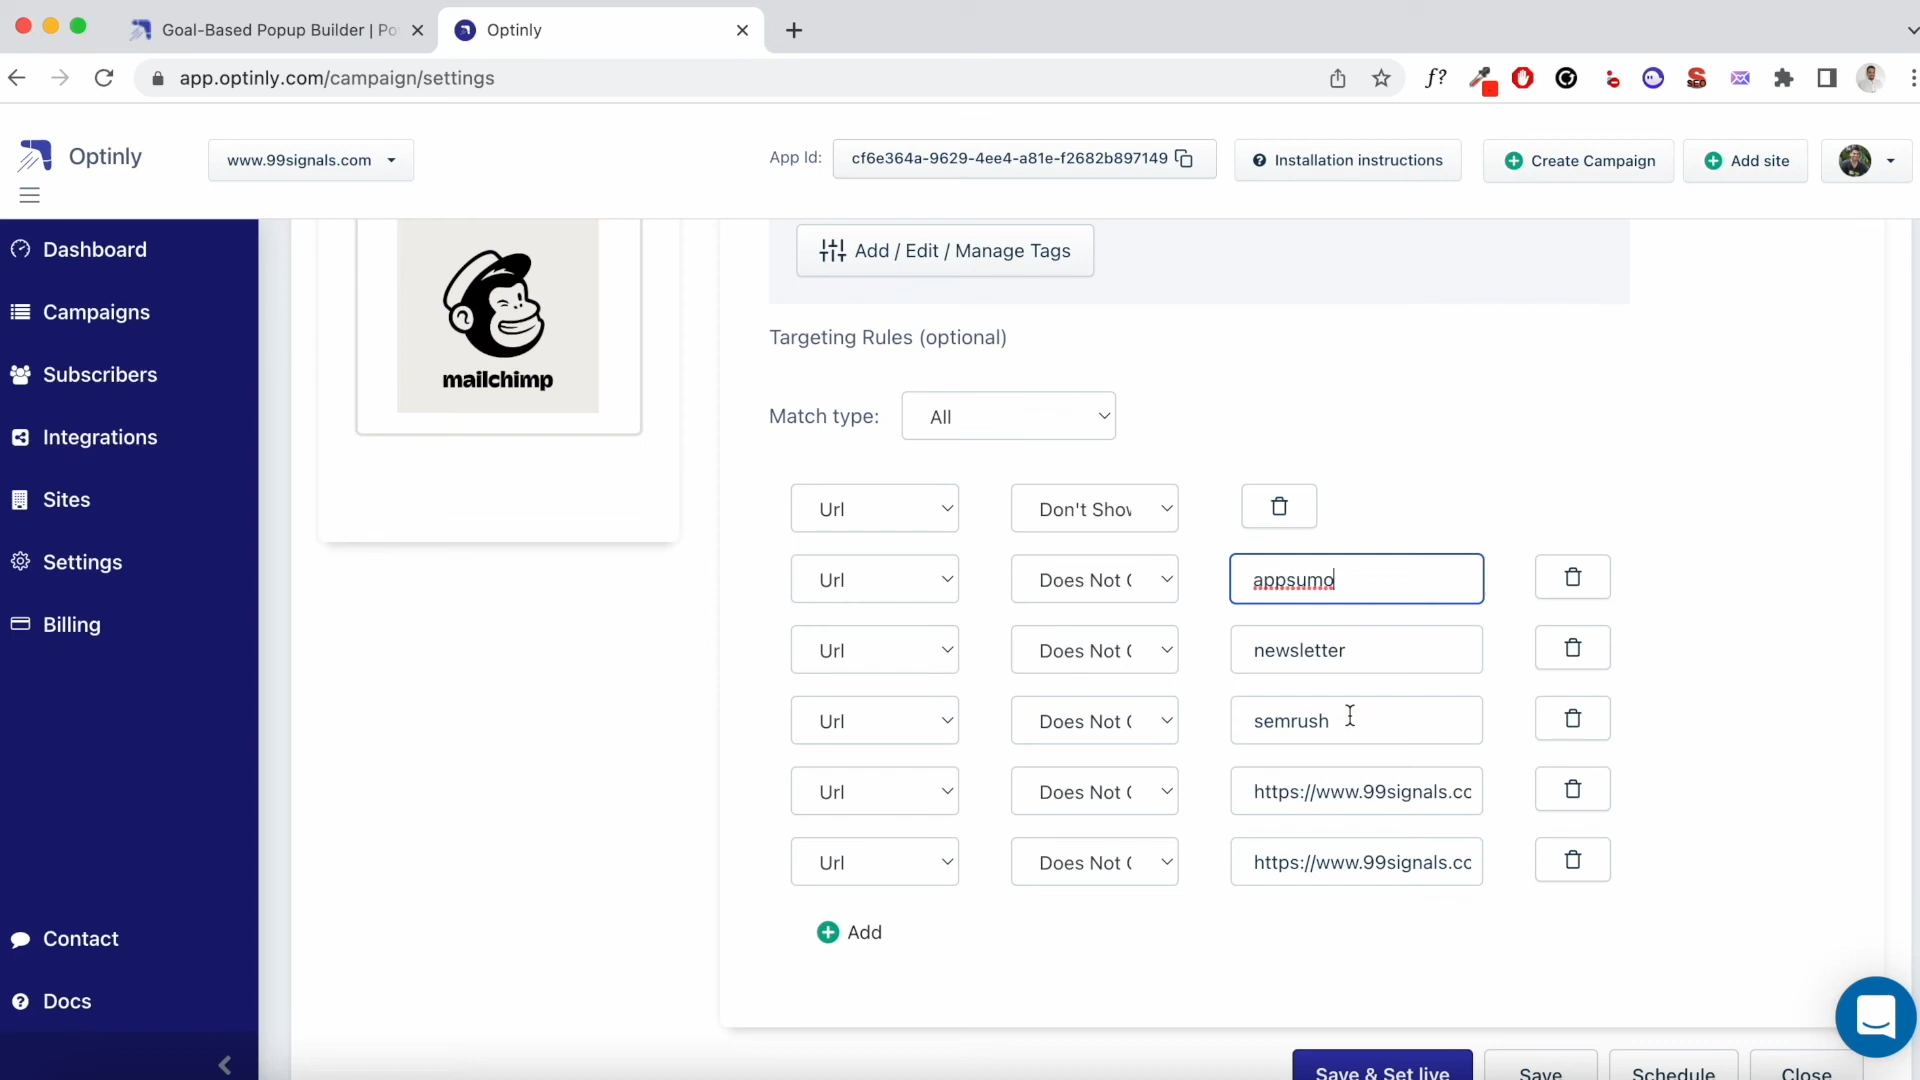 Goal-Based Popup Builder | Po
Optinly
app.optinly.com/campaign/settings
f?
SEO
Optinly
www.99signals.com
App Id:
cf6e364a-9629-4ee4-a81e-f2682b897149
Installation instructions
Create Campaign
Add site
Dashboard
Campaigns
Subscribers
Integrations
Sites
Settings
Billing
Contact
Docs
mailchimp
Add / Edit / Manage Tags
Targeting Rules (optional)
Match type:
All
Url
Don't Shov
Url
Does Not (
appsumo
Url
Does Not (
newsletter
Url
Does Not (
semrush
Url
Does Not (
https://www.99signals.cc
Url
Does Not (
https://www.99signals.cc
Add
Save & Set live
Save
Schedule
Close